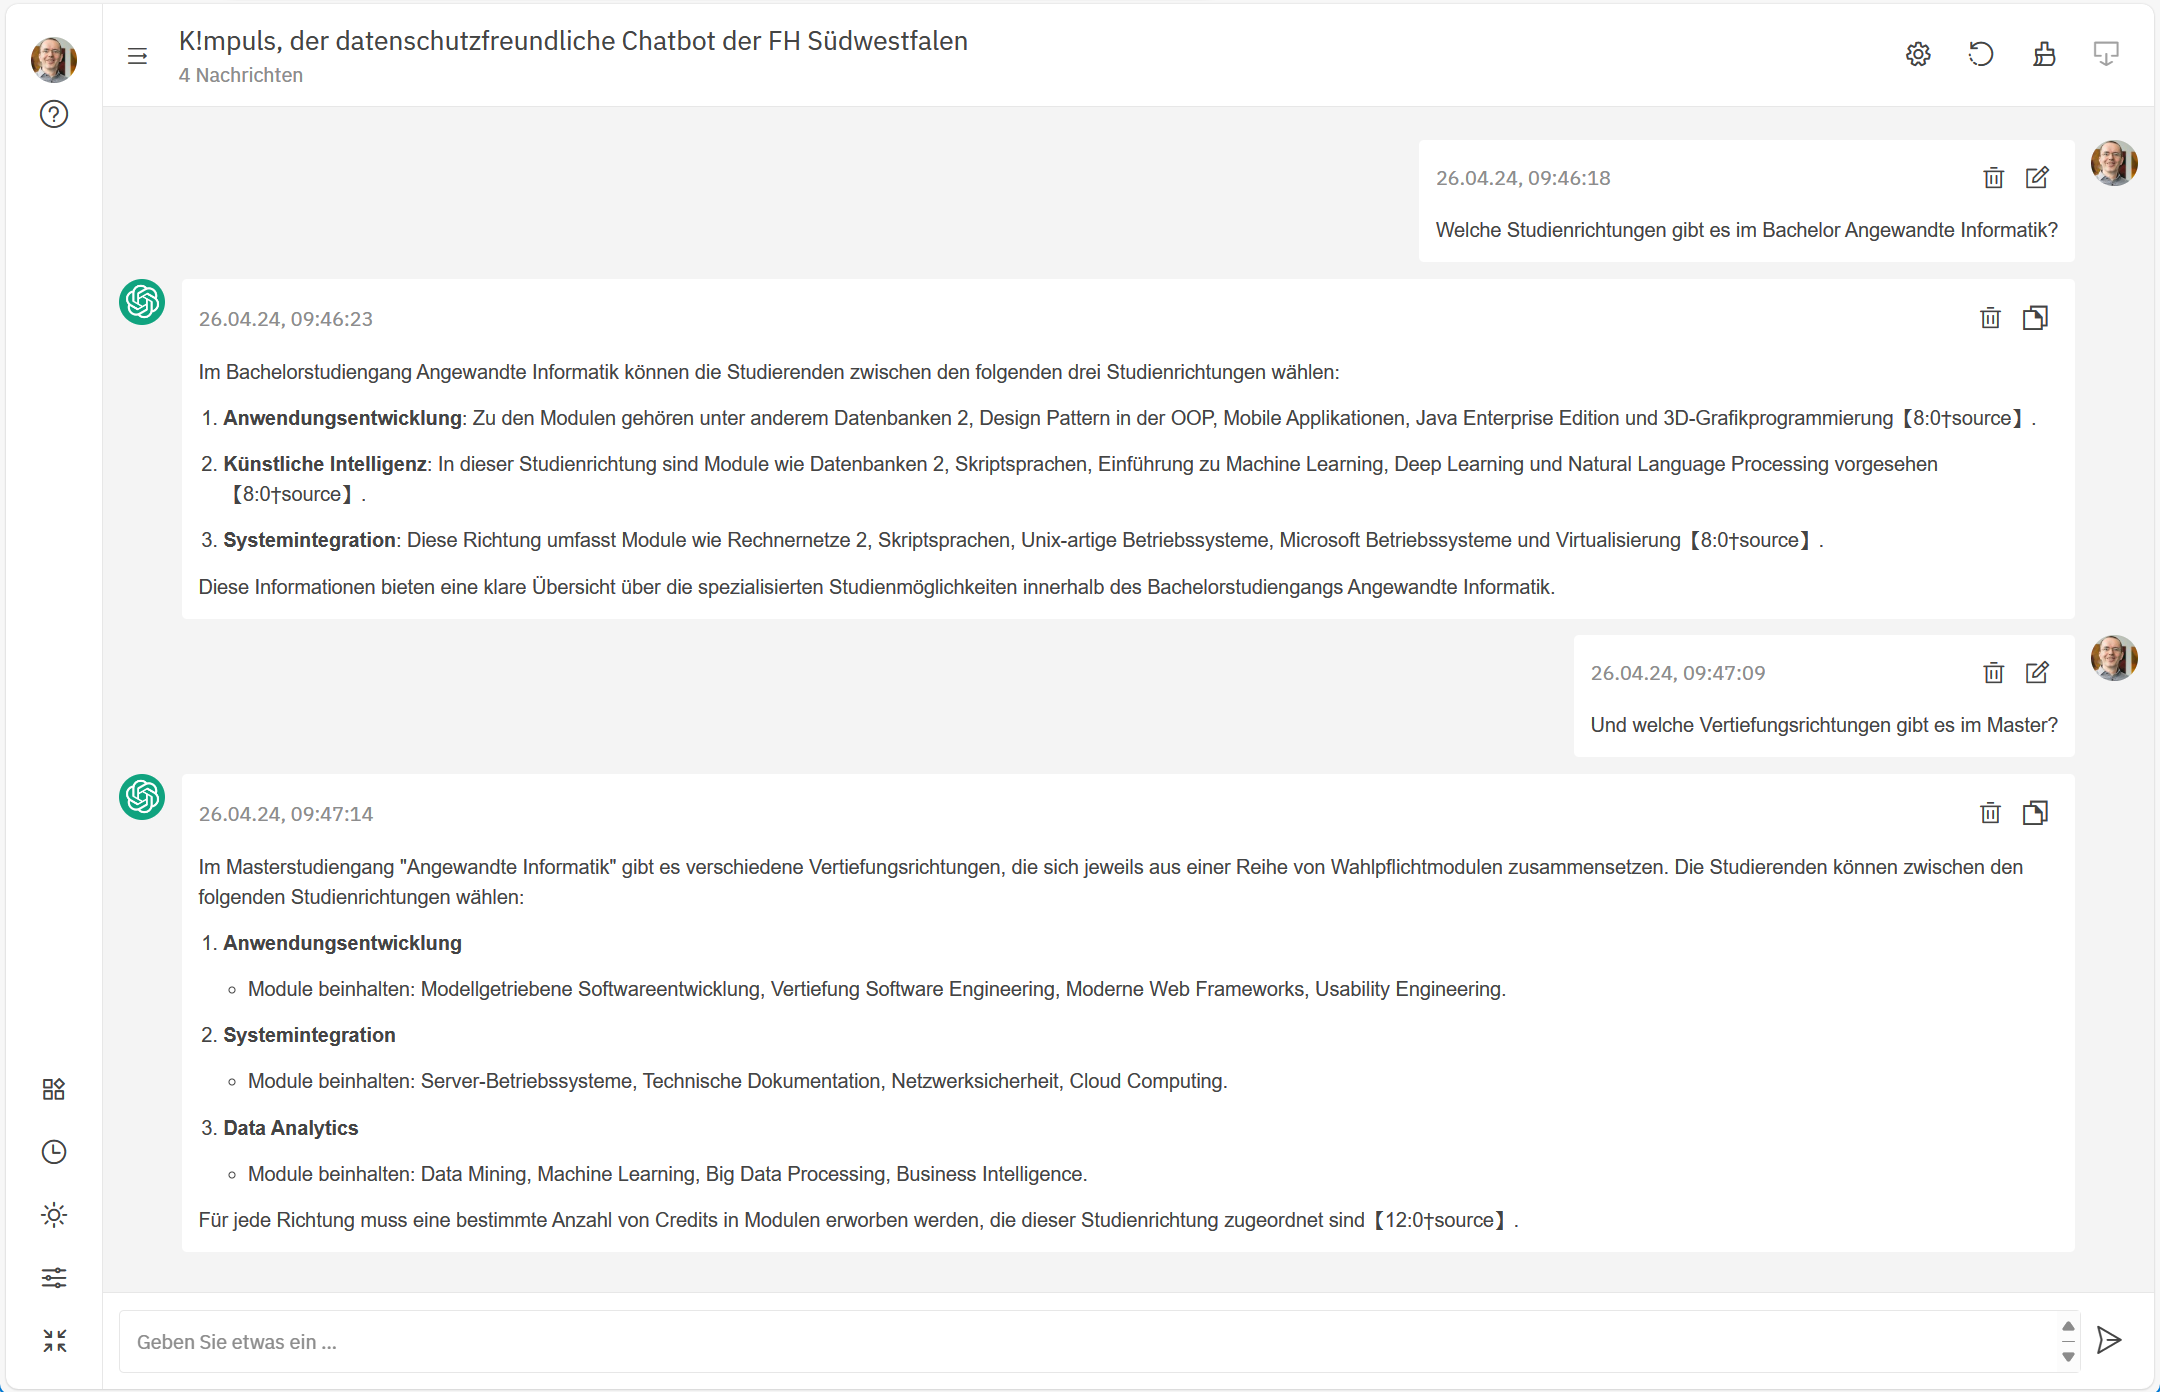 K!mpuls, der datenschutzfreundliche Chatbot der FH Südwestfalen
4 Nachrichten
26.04.24, 09:46:18
Welche Studienrichtungen gibt es im Bachelor Angewandte Informatik?
26.04.24, 09:46:23
Im Bachelorstudiengang Angewandte Informatik können die Studierenden zwischen den folgenden drei Studienrichtungen wählen:
1. Anwendungsentwicklung: Zu den Modulen gehören unter anderem Datenbanken 2, Design Pattern in der OOP, Mobile Applikationen, Java Enterprise Edition und 3D-Grafikprogrammierung【8:0†source】.
2. Künstliche Intelligenz: In dieser Studienrichtung sind Module wie Datenbanken 2, Skriptsprachen, Einführung zu Machine Learning, Deep Learning und Natural Language Processing vorgesehen
【8:0†source】.
3. Systemintegration: Diese Richtung umfasst Module wie Rechnernetze 2, Skriptsprachen, Unix-artige Betriebssysteme, Microsoft Betriebssysteme und Virtualisierung【8:0†source】.
Diese Informationen bieten eine klare Übersicht über die spezialisierten Studienmöglichkeiten innerhalb des Bachelorstudiengangs Angewandte Informatik.
26.04.24, 09:47:09
Und welche Vertiefungsrichtungen gibt es im Master?
26.04.24, 09:47:14
Im Masterstudiengang "Angewandte Informatik" gibt es verschiedene Vertiefungsrichtungen, die sich jeweils aus einer Reihe von Wahlpflichtmodulen zusammensetzen. Die Studierenden können zwischen den
folgenden Studienrichtungen wählen:
1. Anwendungsentwicklung
◦ Module beinhalten: Modellgetriebene Softwareentwicklung, Vertiefung Software Engineering, Moderne Web Frameworks, Usability Engineering.
2. Systemintegration
◦ Module beinhalten: Server-Betriebssysteme, Technische Dokumentation, Netzwerksicherheit, Cloud Computing.
3. Data Analytics
◦ Module beinhalten: Data Mining, Machine Learning, Big Data Processing, Business Intelligence.
Für jede Richtung muss eine bestimmte Anzahl von Credits in Modulen erworben werden, die dieser Studienrichtung zugeordnet sind【12:0†source】.
Geben Sie etwas ein ...